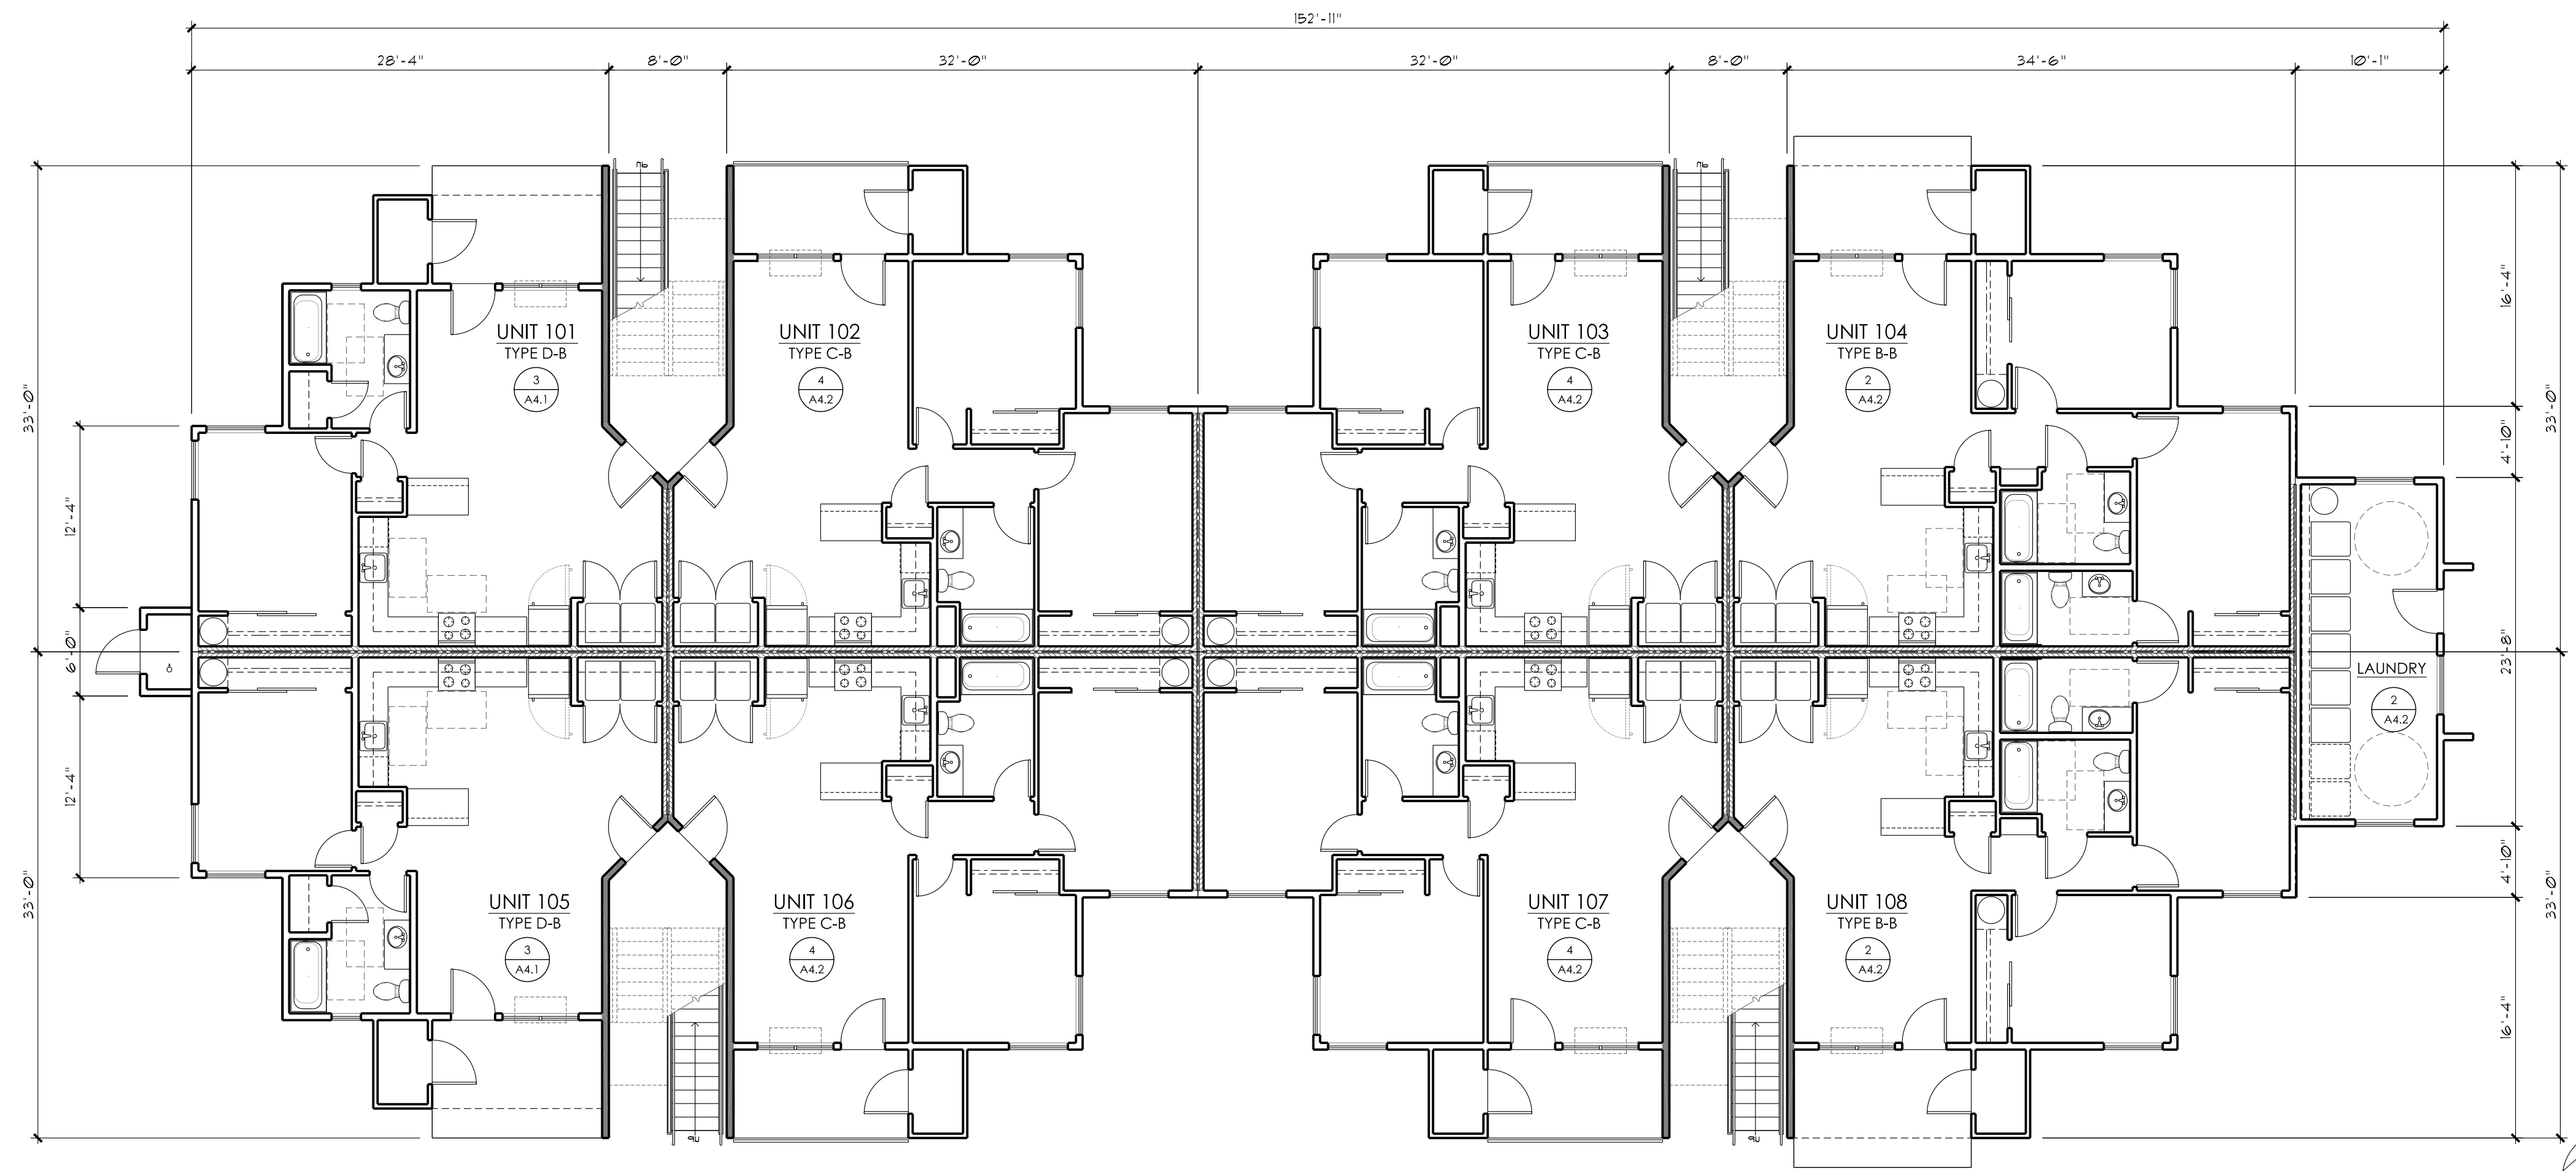 152'-11"
28'-4"
8'-0"
32'-0"
32'-0"
8'-0"
34'-6"
10'-1"
UP
UP
UNIT 101
TYPE D-B
3
A4.1
UNIT 102
TYPE C-B
4
A4.2
UNIT 103
TYPE C-B
4
A4.2
UNIT 104
TYPE B-B
2
A4.2
33'-0"
12'-4"
6'-0"
12'-4"
33'-0"
16'-4"
4'-10"
23'-8"
4'-10"
16'-4"
33'-0"
33'-0"
LAUNDRY
2
A4.2
UNIT 105
TYPE D-B
3
A4.1
UNIT 106
TYPE C-B
4
A4.2
UNIT 107
TYPE C-B
4
A4.2
UNIT 108
TYPE B-B
2
A4.2
UP
UP